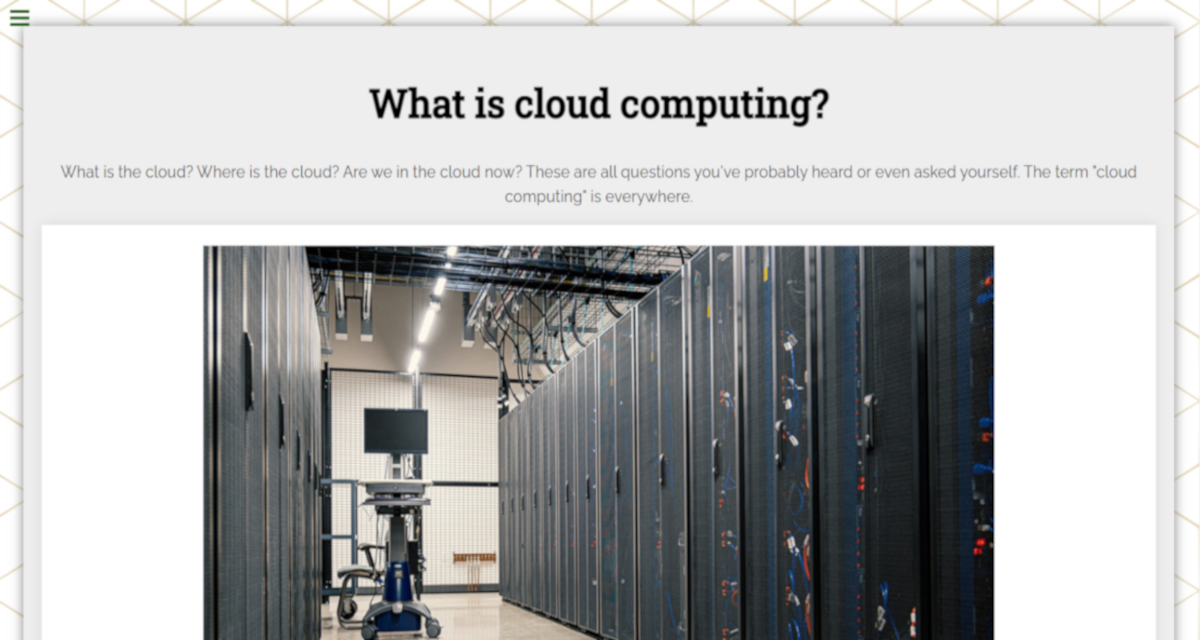 What is cloud computing?
What is the cloud? Where is the cloud? Are we in the cloud now? These are all questions you've probably heard or even asked yourself. The term "cloud
computing" is everywhere.